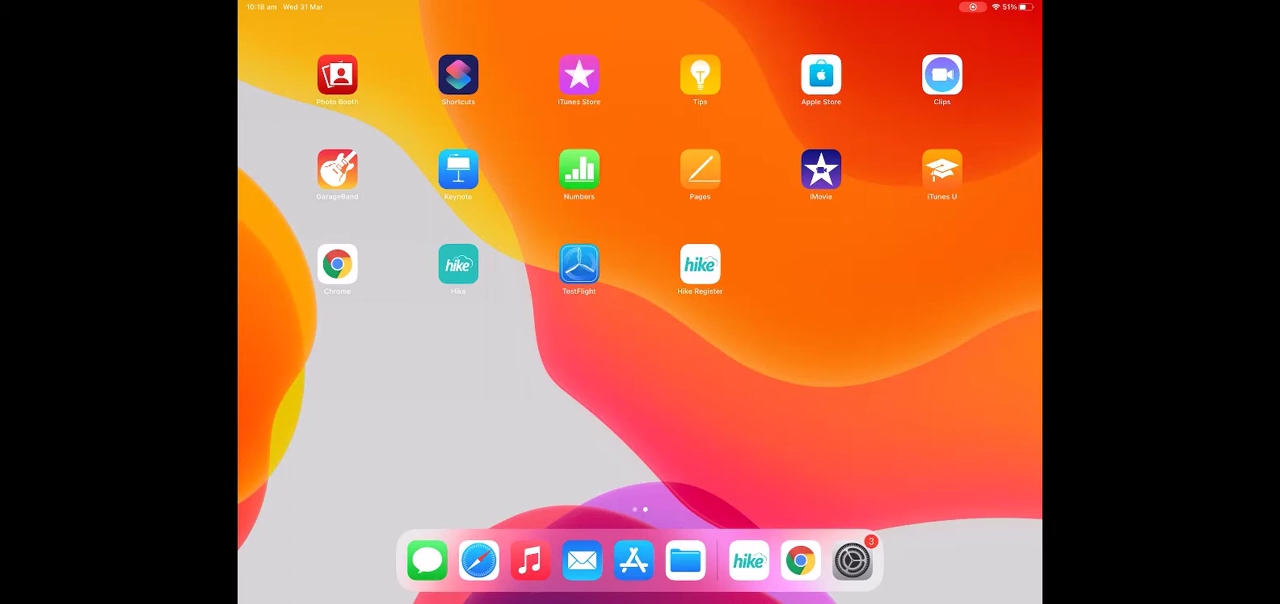 10:18 am Wed 31 Mar
51%
Photo Booth
Shortcuts
iTunes Store
Tips
Apple Store
Clips
GarageBand
Keynote
Numbers
Pages
iMovie
iTunes U
hike
hike
Chrome
Hike
TestFlight
Hike Register
hike
3